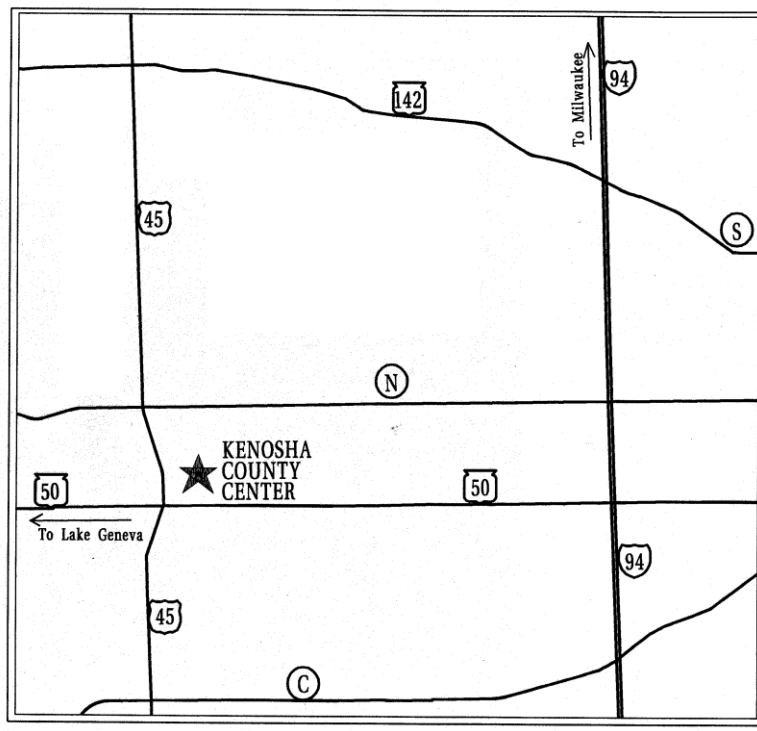 94
To Milwaukee
142
45
S
N
KENOSHA
COUNTY
CENTER
50
50
To Lake Geneva
94
45
C